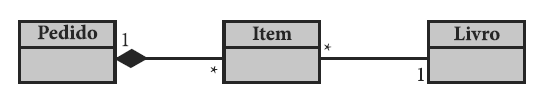 Pedido 1 * Item * 1 Livro